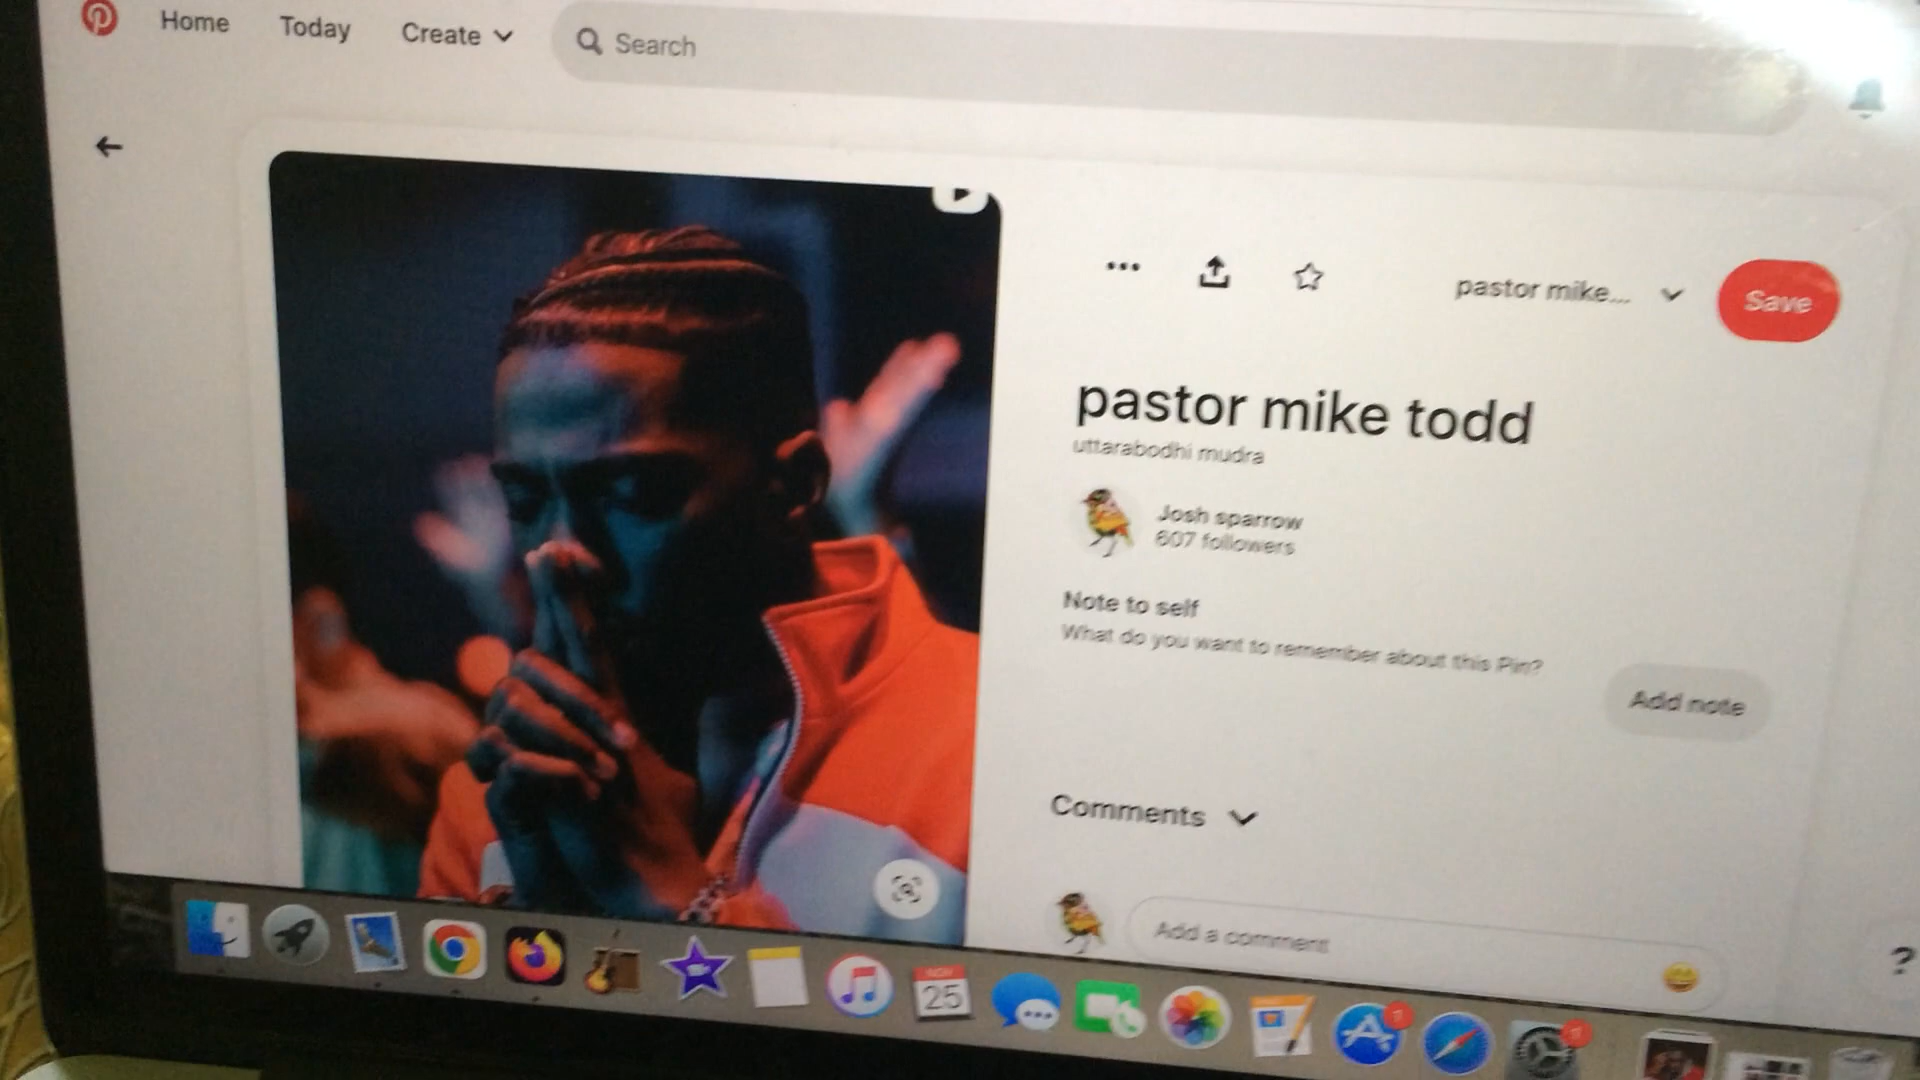 Home Today Create
Search
pastor mike...
Save
pastor mike todd
uttarabodhi mudra
Josh sparrow
607 followers
Note to self
What do you want to remember about this Pin?
Add note
Comments
Add a comment
?
NOV
25